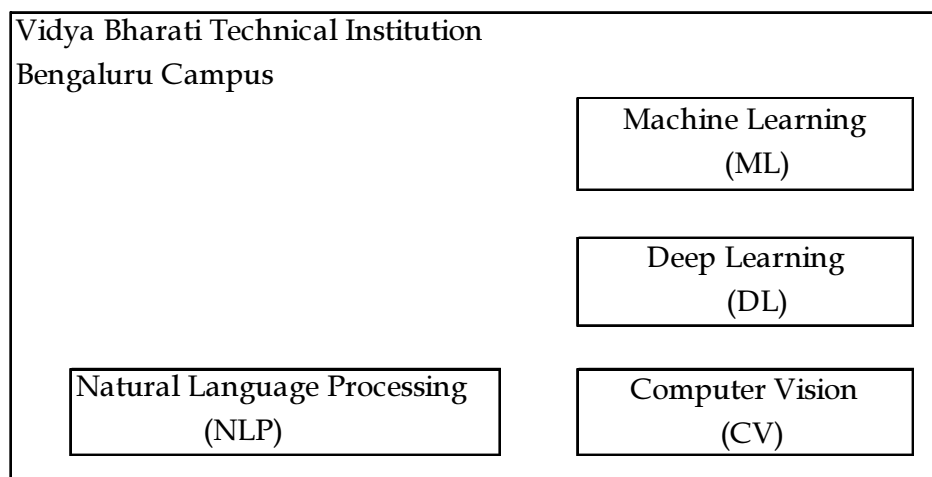 Vidya Bharati Technical Institution
Bengaluru Campus
Machine Learning
(ML)
Deep Learning
(DL)
Natural Language Processing
(NLP)
Computer Vision
(CV)